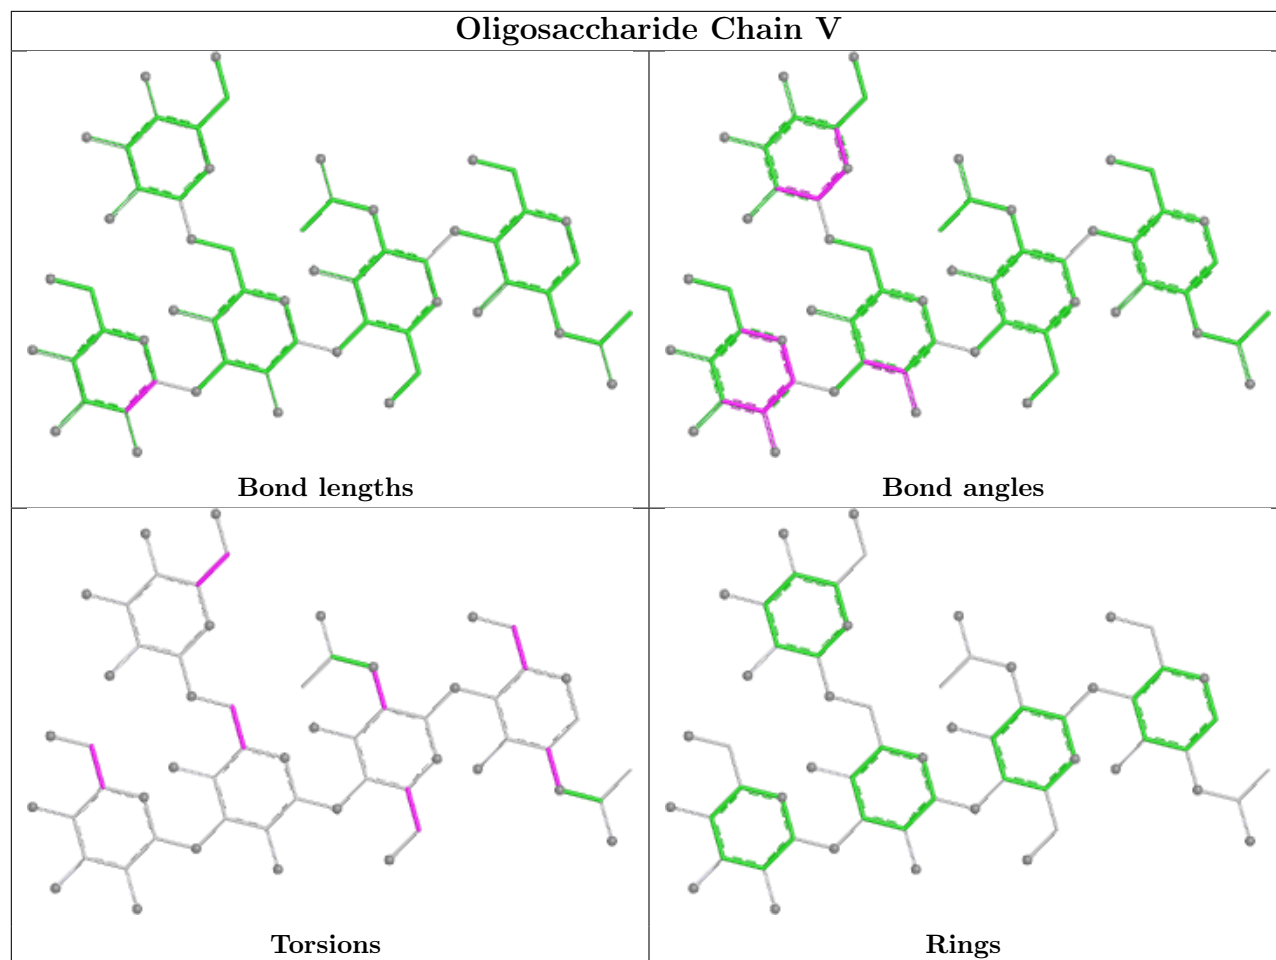 Oligosaccharide Chain V
Bond lengths
Bond angles
Torsions
Rings